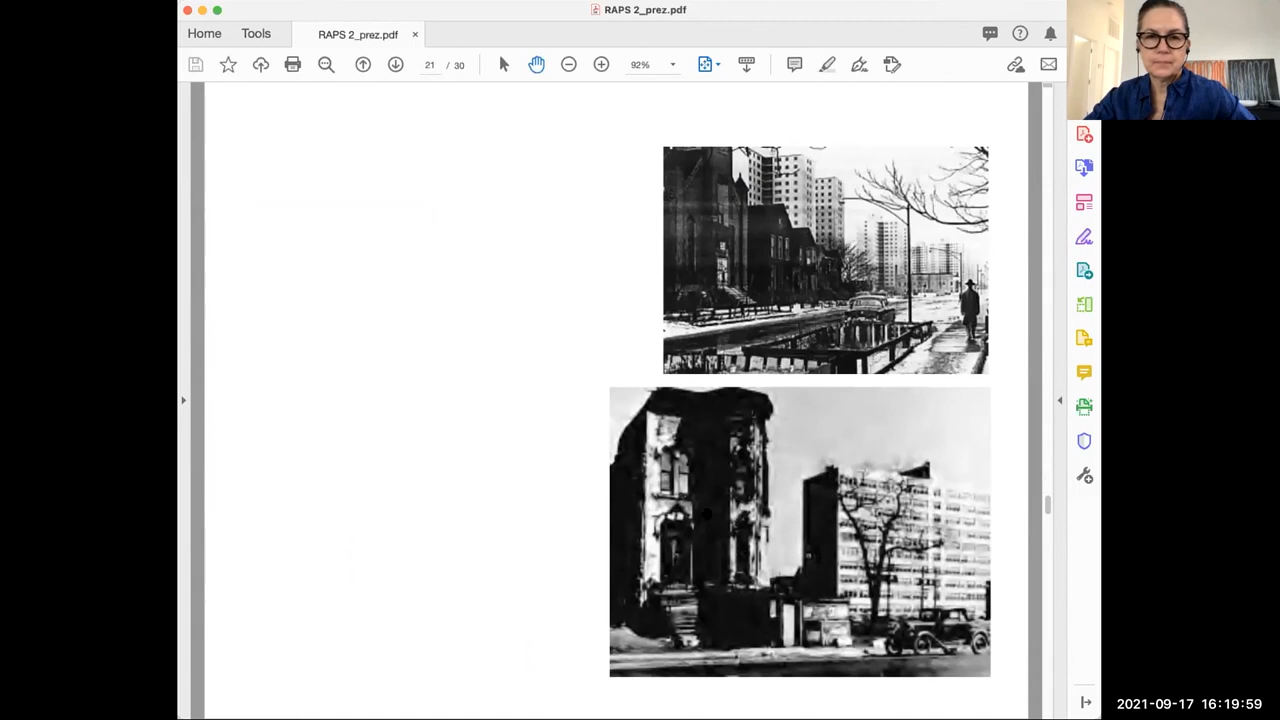 RAPS 2_prez.pdf
Home Tools RAPS 2_prez.pdf ×
21 / 30 92%
2021-09-17 16:19:59